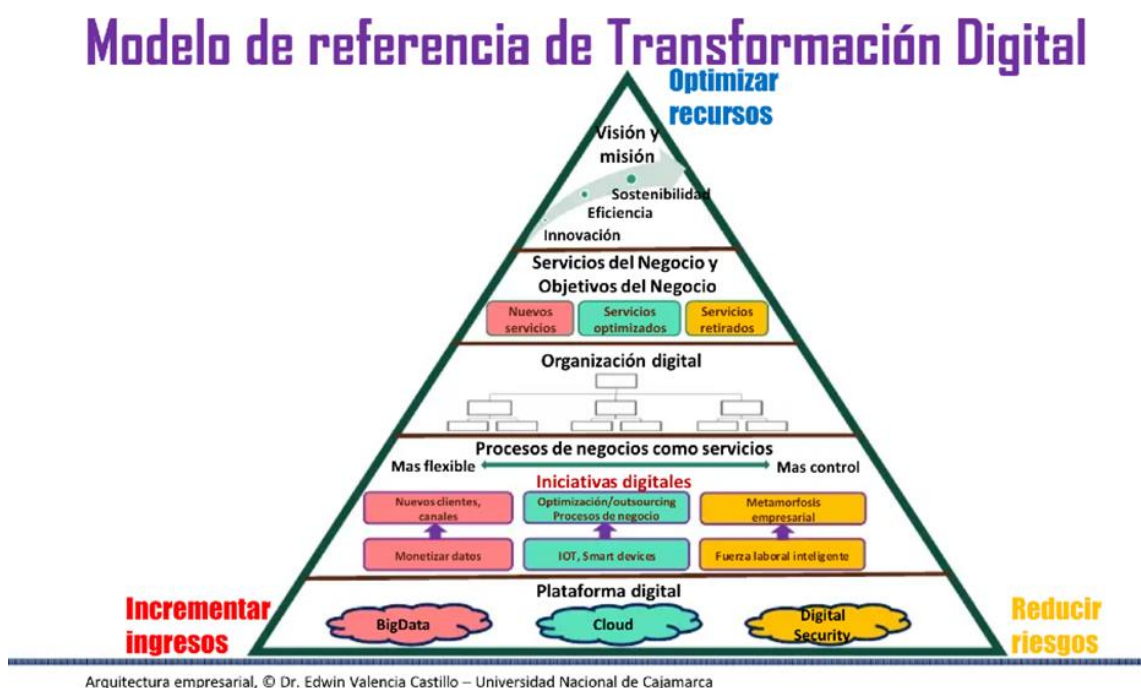 Modelo de referencia de Transformación Digital
Optimizar
recursos
Visión y
misión
Sostenibilidad
Eficiencia
Innovación
Servicios del Negocio y
Objetivos del Negocio
Nuevos
servicios
Servicios
optimizados
Servicios
retirados
Organización digital
Procesos de negocios como servicios
Mas flexible
Mas control
Iniciativas digitales
Nuevos clientes,
canales
Optimización/outsourcing
Procesos de negocio
Metamorfosis
empresarial
Monetizar datos
IOT, Smart devices
Fuerza laboral inteligente
Plataforma digital
Incrementar
ingresos
BigData
Cloud
Digital
Security
Reducir
riesgos
Arquitectura empresarial, © Dr. Edwin Valencia Castillo – Universidad Nacional de Cajamarca